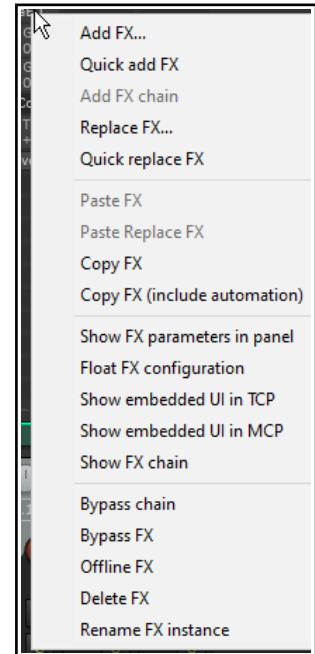 Add FX...
Quick add FX
Add FX chain
Replace FX...
Quick replace FX
Paste FX
Paste Replace FX
Copy FX
Copy FX (include automation)
Show FX parameters in panel
Float FX configuration
Show embedded UI in TCP
Show embedded UI in MCP
Show FX chain
Bypass chain
Bypass FX
Offline FX
Delete FX
Rename FX instance